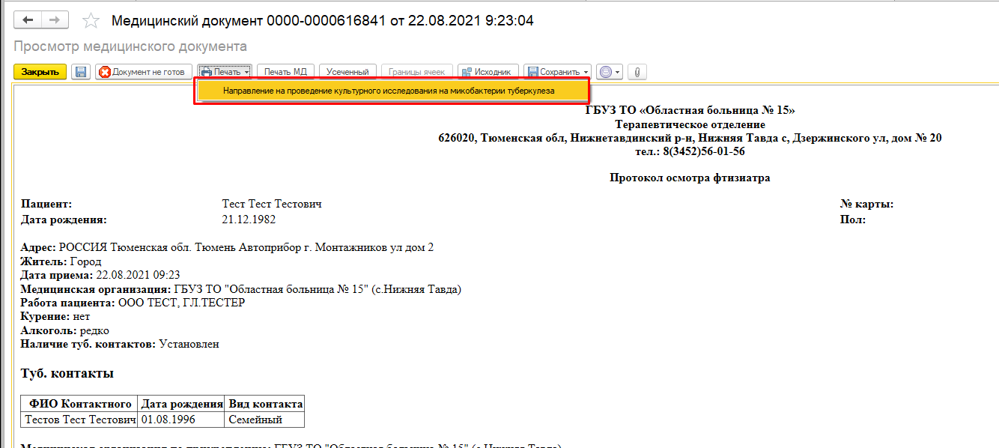 Медицинский документ 0000-0000616841 от 22.08.2021 9:23:04
Просмотр медицинского документа
Закрыть Документ не готов Печать Печать МД Усеченный Границы ячеек Исходник Сохранить
Направление на проведение культурного исследования на микобактерии туберкулеза
ГБУЗ ТО «Областная больница № 15»
Терапевтическое отделение
626020, Тюменская обл, Нижнетавдинский р-н, Нижняя Тавда с, Дзержинского ул, дом № 20
тел.: 8(3452)56-01-56
Протокол осмотра фтизиатра
Пациент: Тест Тест Тестович № карты:
Дата рождения: 21.12.1982 Пол:
Адрес: РОССИЯ Тюменская обл. Тюмень Автоприбор г. Монтажников ул дом 2
Житель: Город
Дата приема: 22.08.2021 09:23
Медицинская организация: ГБУЗ ТО "Областная больница № 15" (с.Нижняя Тавда)
Работа пациента: ООО ТЕСТ, ГЛ.ТЕСТЕР
Курение: нет
Алкоголь: редко
Наличие туб. контактов: Установлен
Туб. контакты
ФИО Контактного Дата рождения Вид контакта
Тестов Тест Тестович 01.08.1996 Семейный
ГБУЗ ТО "Областная больница № 15" (с.Нижняя Тавда)